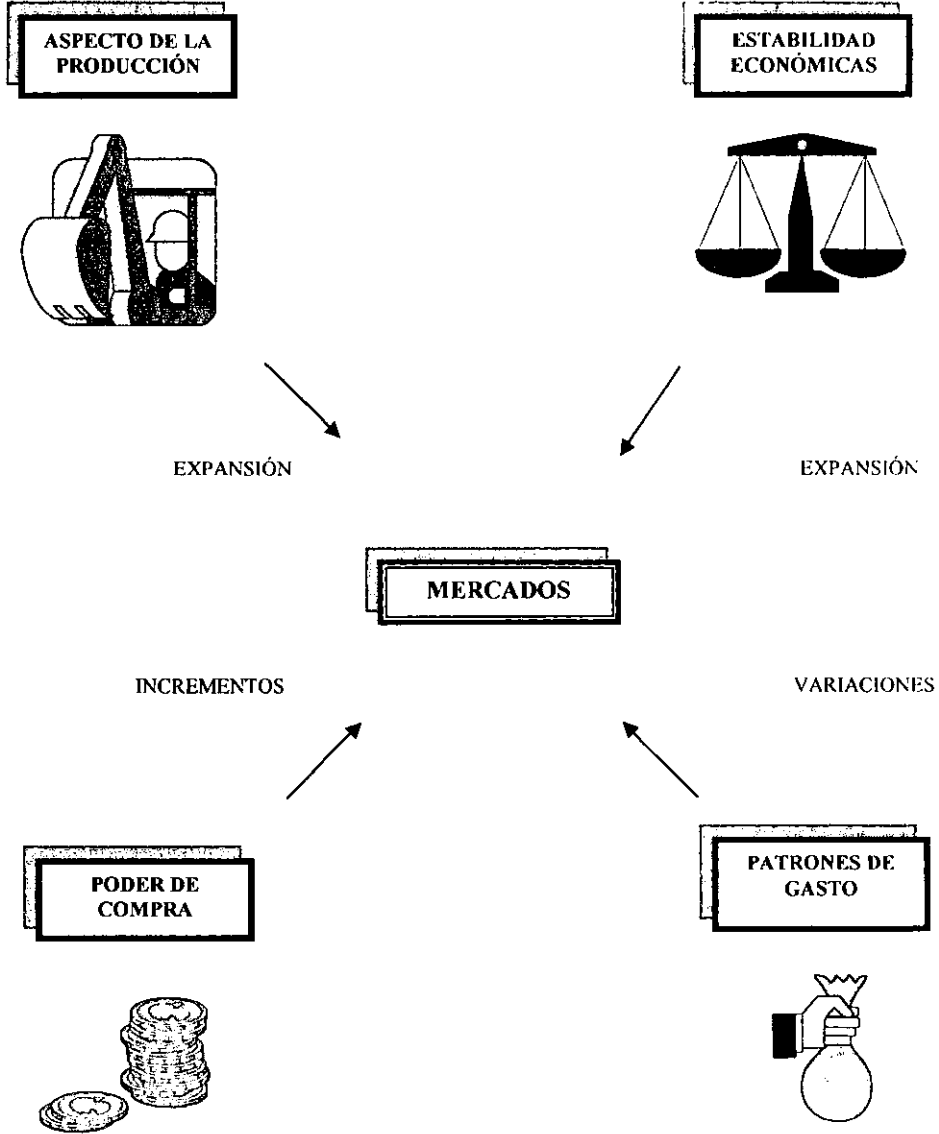 ASPECTO DE LA
PRODUCCIÓN
ESTABILIDAD
ECONÓMICAS
EXPANSIÓN
EXPANSIÓN
MERCADOS
INCREMENTOS
VARIACIONES
PODER DE
COMPRA
PATRONES DE
GASTO